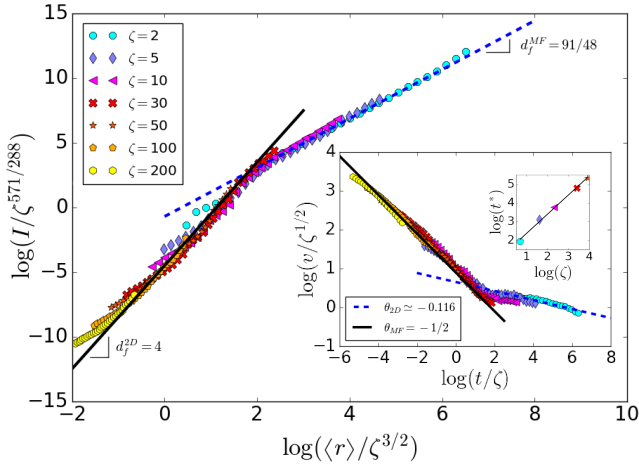 15
10
5
0
−5
−10
−15
−2
0
2
4
6
8
10
log(I/ζ^{571/288})
log(⟨r⟩/ζ^{3/2})
ζ = 2
ζ = 5
ζ = 10
ζ = 30
ζ = 50
ζ = 100
ζ = 200
d_f^{MF} = 91/48
d_f^{2D} = 4
4
3
2
1
0
−1
−6
−4
−2
0
2
4
6
8
log(v/ζ^{1/2})
log(t/ζ)
θ_{2D} ≃ −0.116
θ_{MF} = −1/2
5
4
3
2
1
2
3
4
log(t^×)
log(ζ)